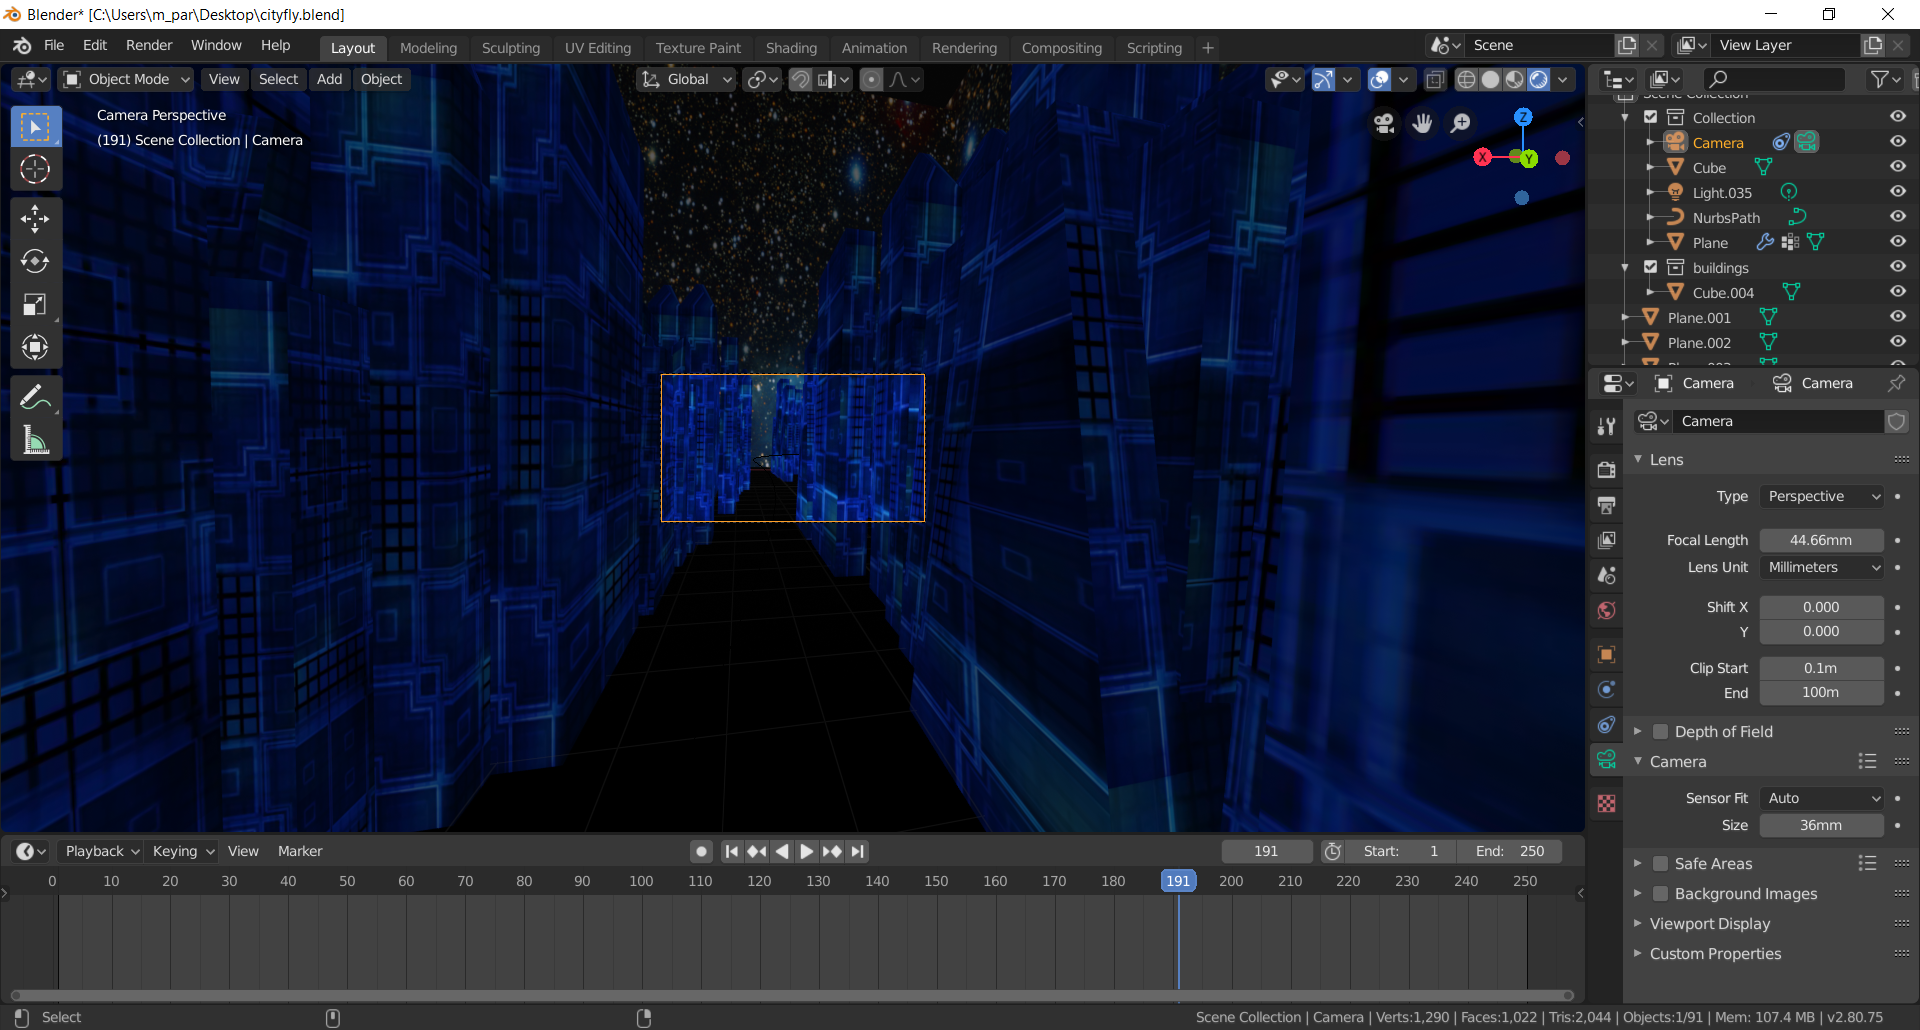 Blender* [C:\Users\m_par\Desktop\cityfly.blend]
File Edit Render Window Help Layout Modeling Sculpting UV Editing Texture Paint Shading Animation Rendering Compositing Scripting + Scene View Layer
Object Mode View Select Add Object Global
Camera Perspective
(191) Scene Collection | Camera
Z
X
Y
Scene Collection
Collection
Camera
Cube
Light.035
NurbsPath
Plane
buildings
Cube.004
Plane.001
Plane.002
Camera Camera
Camera
Lens
Type Perspective
Focal Length 44.66mm
Lens Unit Millimeters
Shift X 0.000
Y 0.000
Clip Start 0.1m
End 100m
Depth of Field
Camera
Sensor Fit Auto
Size 36mm
Safe Areas
Background Images
Viewport Display
Custom Properties
Playback Keying View Marker 191 Start: 1 End: 250
0 10 20 30 40 50 60 70 80 90 100 110 120 130 140 150 160 170 180 191 200 210 220 230 240 250
Select
Scene Collection | Camera | Verts:1,290 | Faces:1,022 | Tris:2,044 | Objects:1/91 | Mem: 107.4 MB | v2.80.75